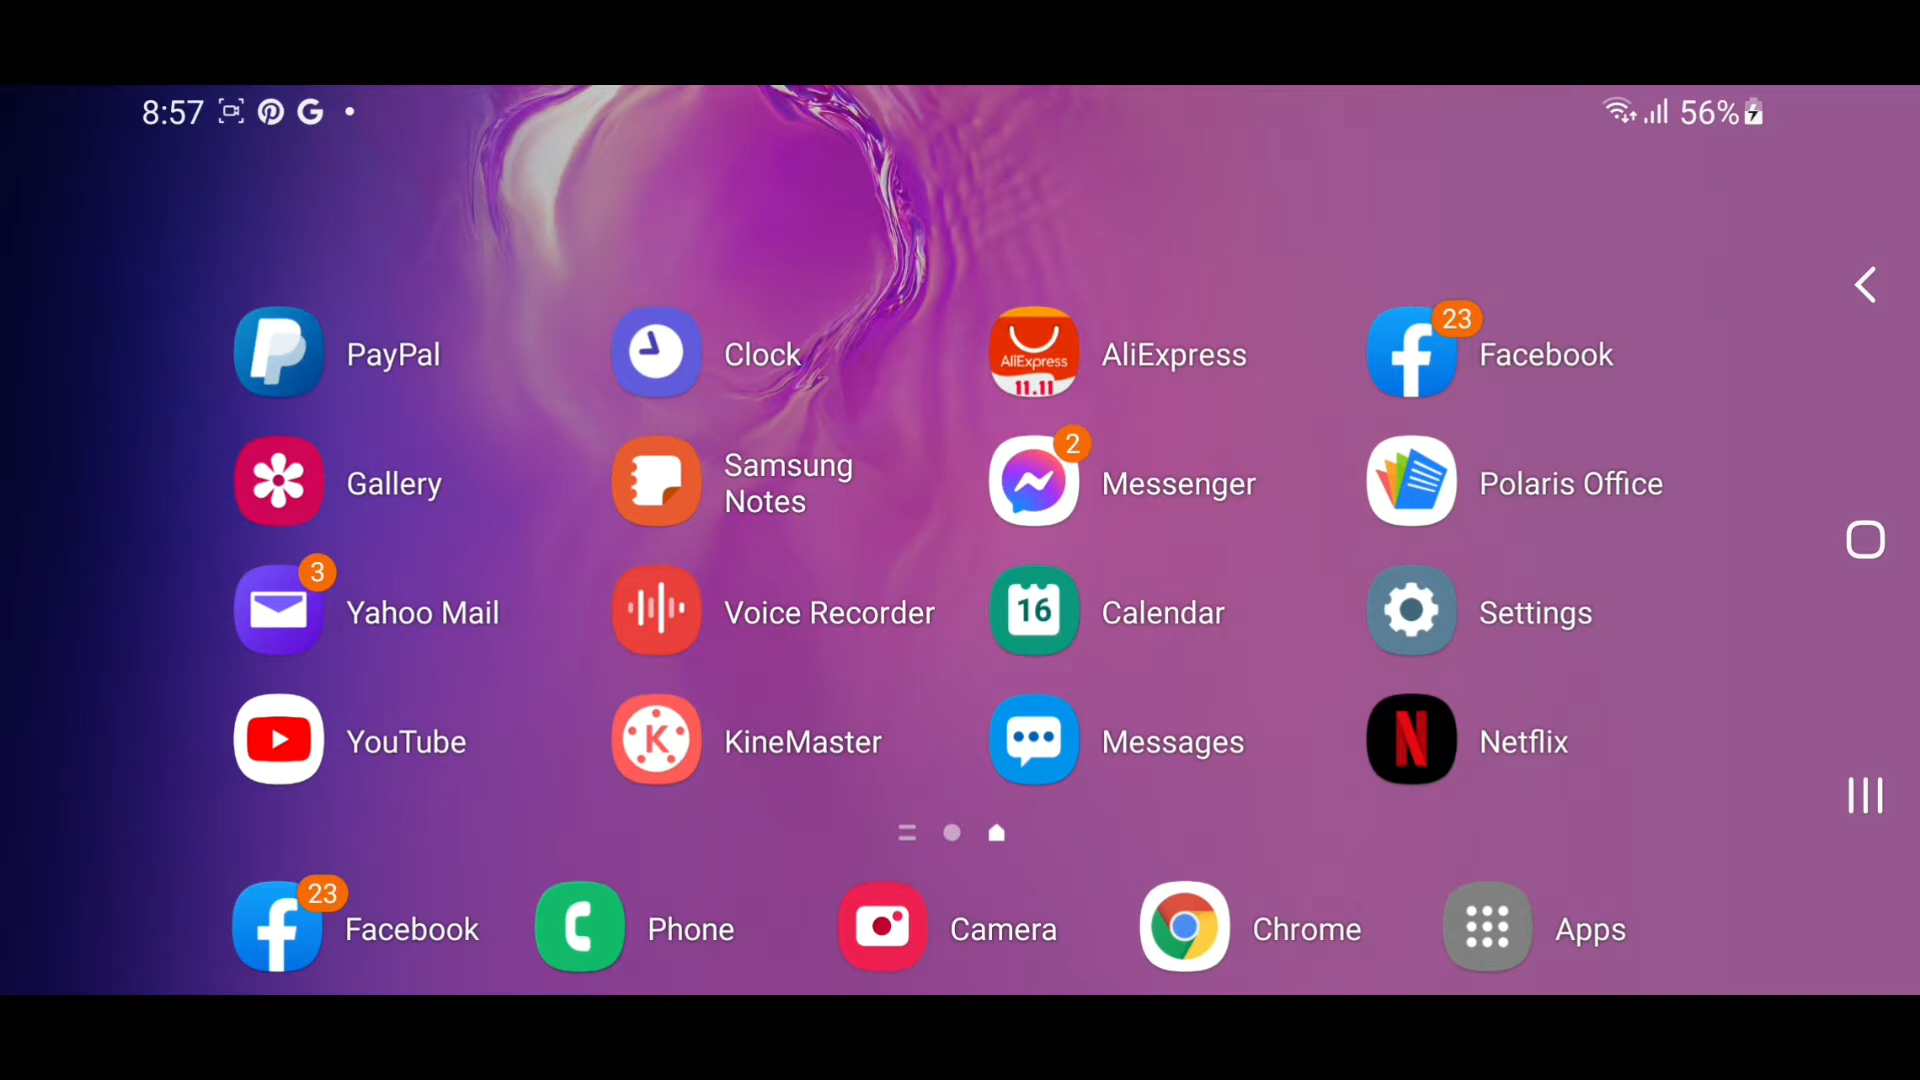 8:57
56%
PayPal
Clock
AliExpress
11.11
AliExpress
23
Facebook
Gallery
Samsung
Notes
2
Messenger
Polaris Office
3
Yahoo Mail
Voice Recorder
16
Calendar
Settings
YouTube
K
KineMaster
Messages
N
Netflix
23
Facebook
Phone
Camera
Chrome
Apps